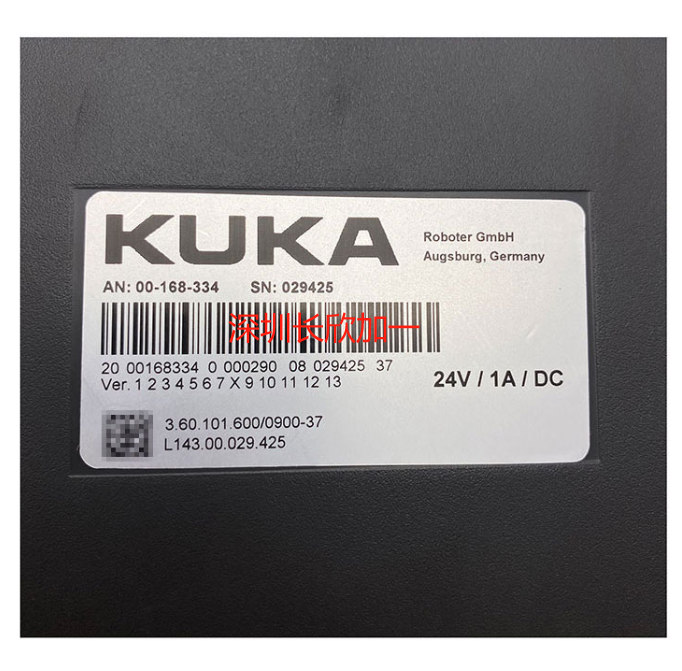 KUKA
Roboter GmbH
Augsburg, Germany
AN: 00-168-334 SN: 029425
深圳长欣加一
20 00168334 0 000290 08 029425 37
Ver. 1 2 3 4 5 6 7 X 9 10 11 12 13
24V / 1A / DC
3.60.101.600/0900-37
L143.00.029.425